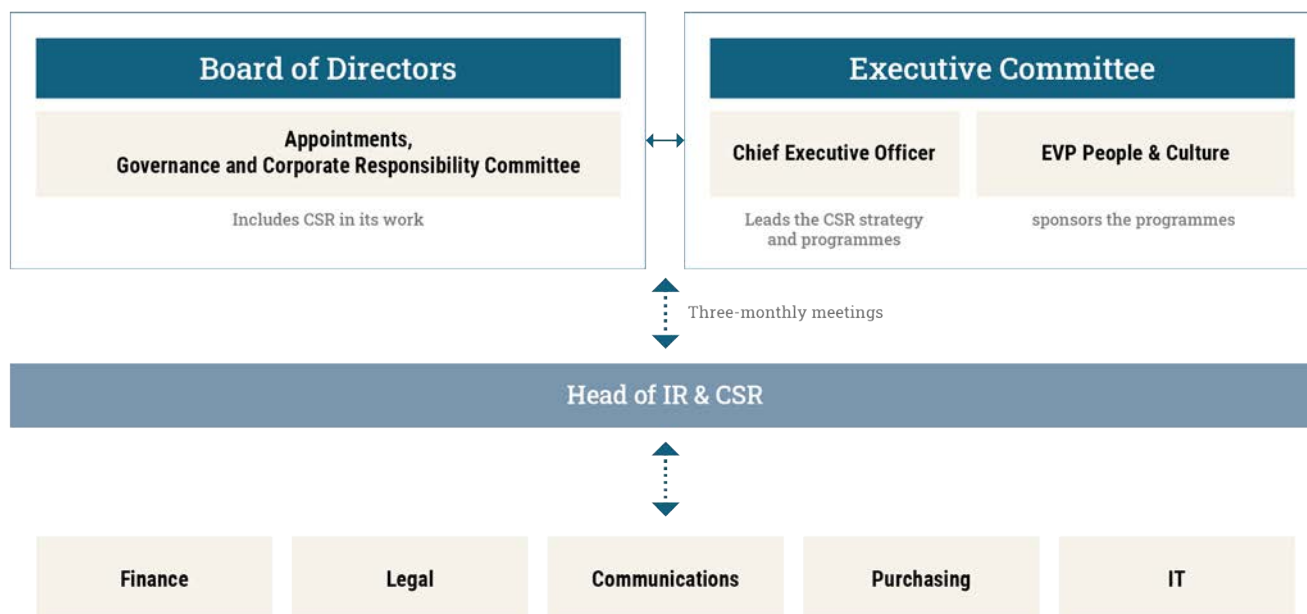 Board of Directors
Appointments,
Governance and Corporate Responsibility Committee
Includes CSR in its work
Executive Committee
Chief Executive Officer
Leads the CSR strategy
and programmes
EVP People & Culture
sponsors the programmes
Three-monthly meetings
Head of IR & CSR
Finance
Legal
Communications
Purchasing
IT